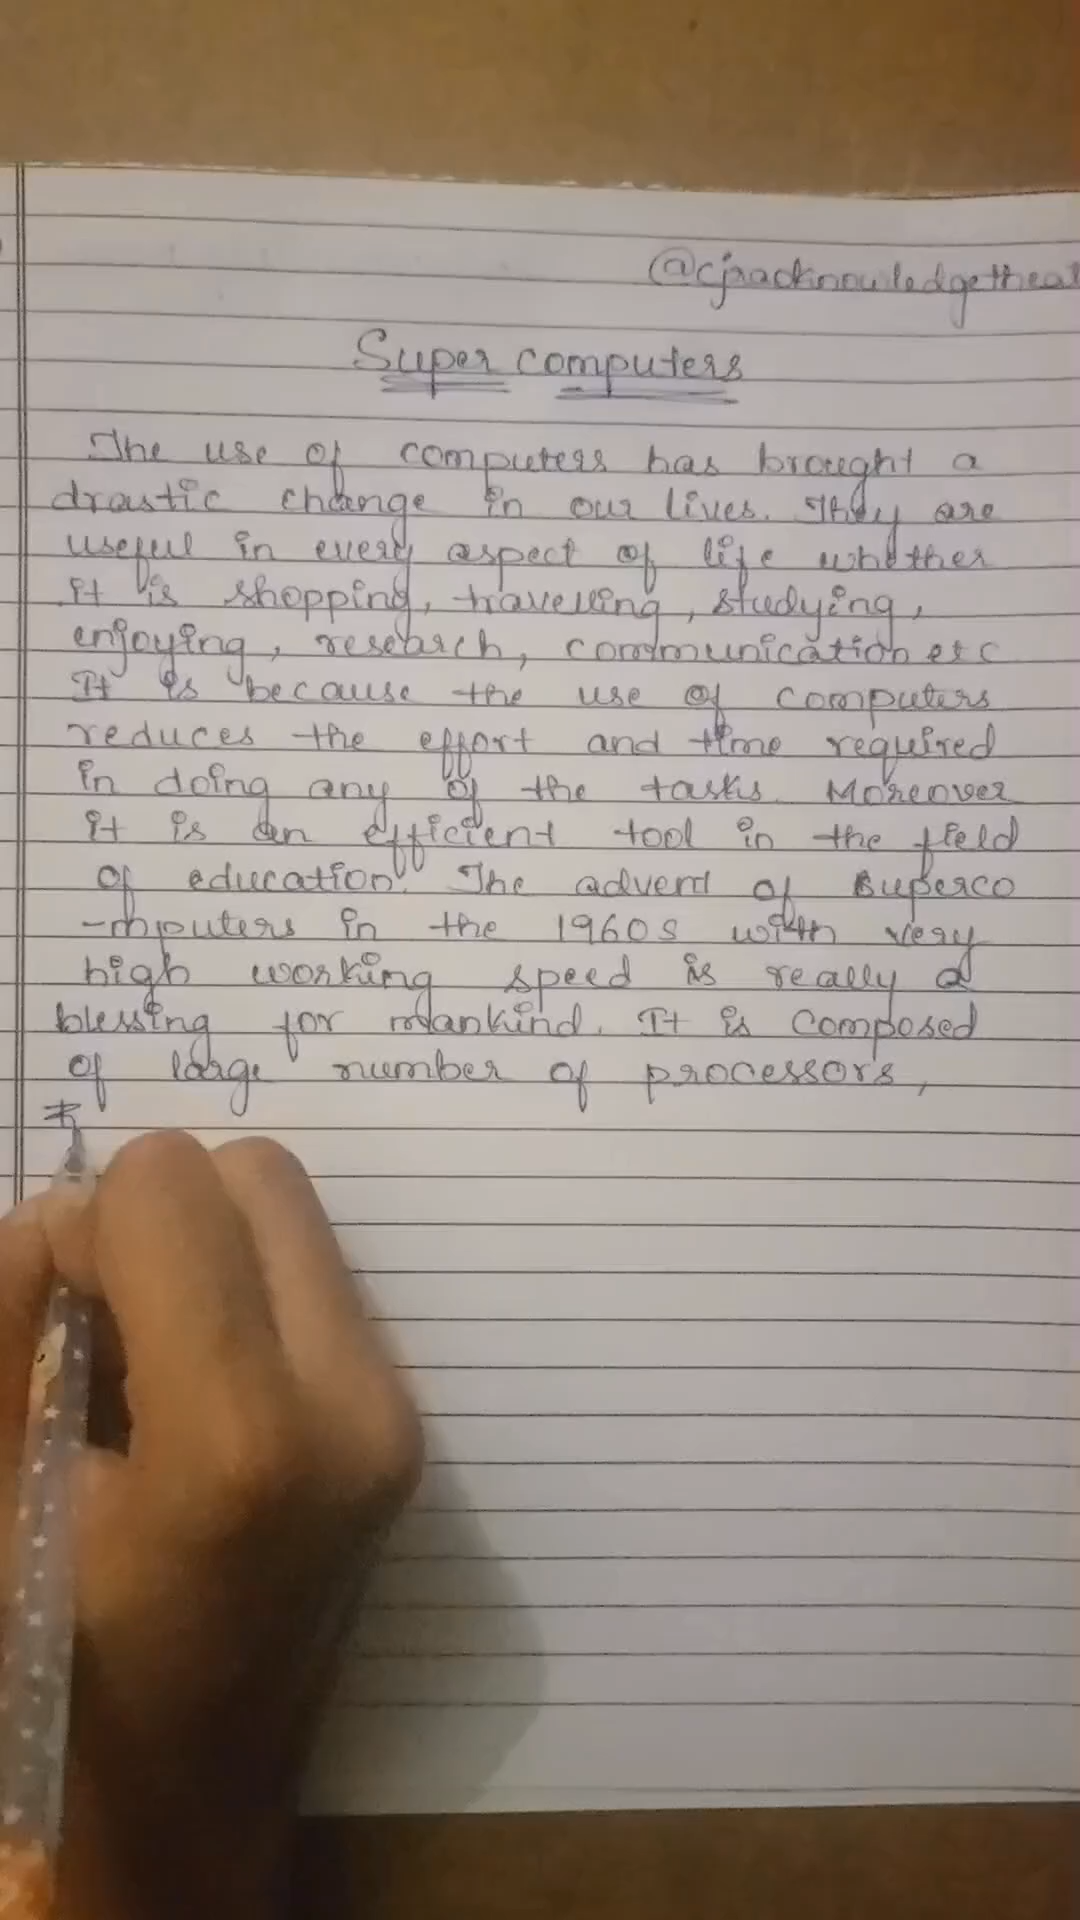 @cjracknowledgetheat
Super computers
The use of computers has brought a
drastic change in our lives. They are
useful in every aspect of life whether
it is shopping, travelling, studying,
enjoying, research, communication etc
It is because the use of computers
reduces the effort and time required
in doing any of the tasks. Moreover
it is an efficient tool in the field
of education. The advent of superco
-mputers in the 1960s with very
high working speed is really a
blessing for mankind. It is composed
of large number of processors,